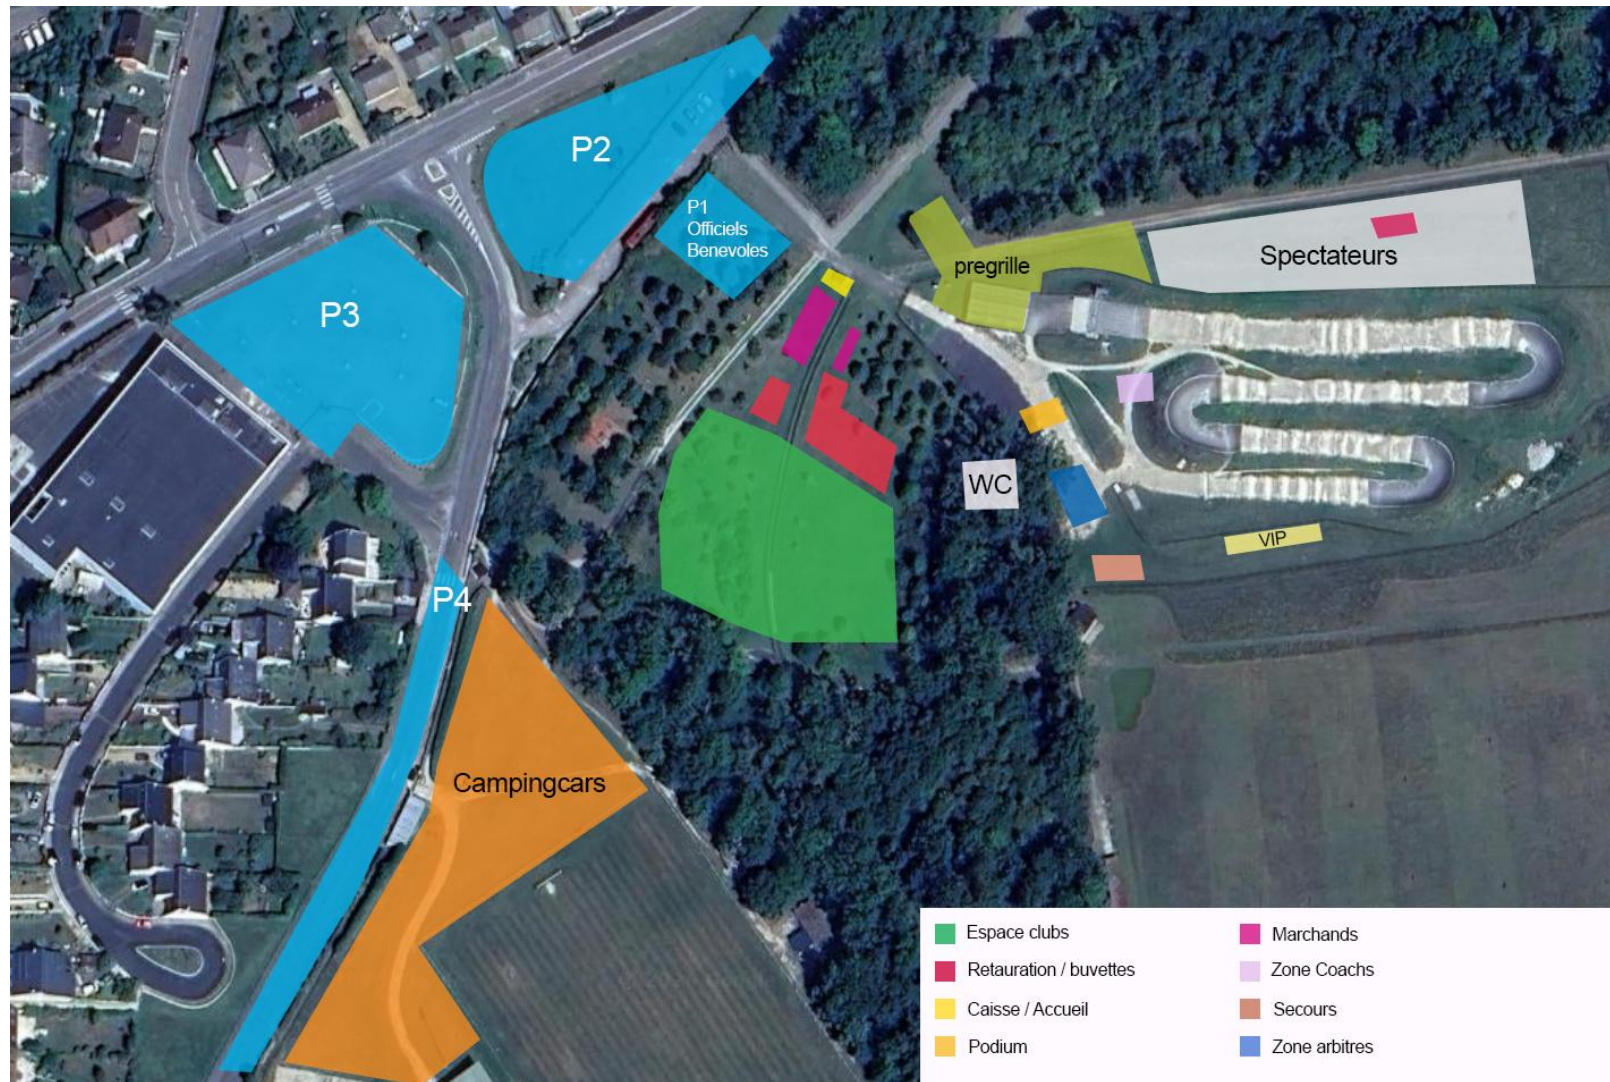 P2
P1
Officiels
Benevoles
P3
pregrille
Spectateurs
WC
VIP
P4
Campingcars
Espace clubs
Retauration / buvettes
Caisse / Accueil
Podium
Marchands
Zone Coachs
Secours
Zone arbitres